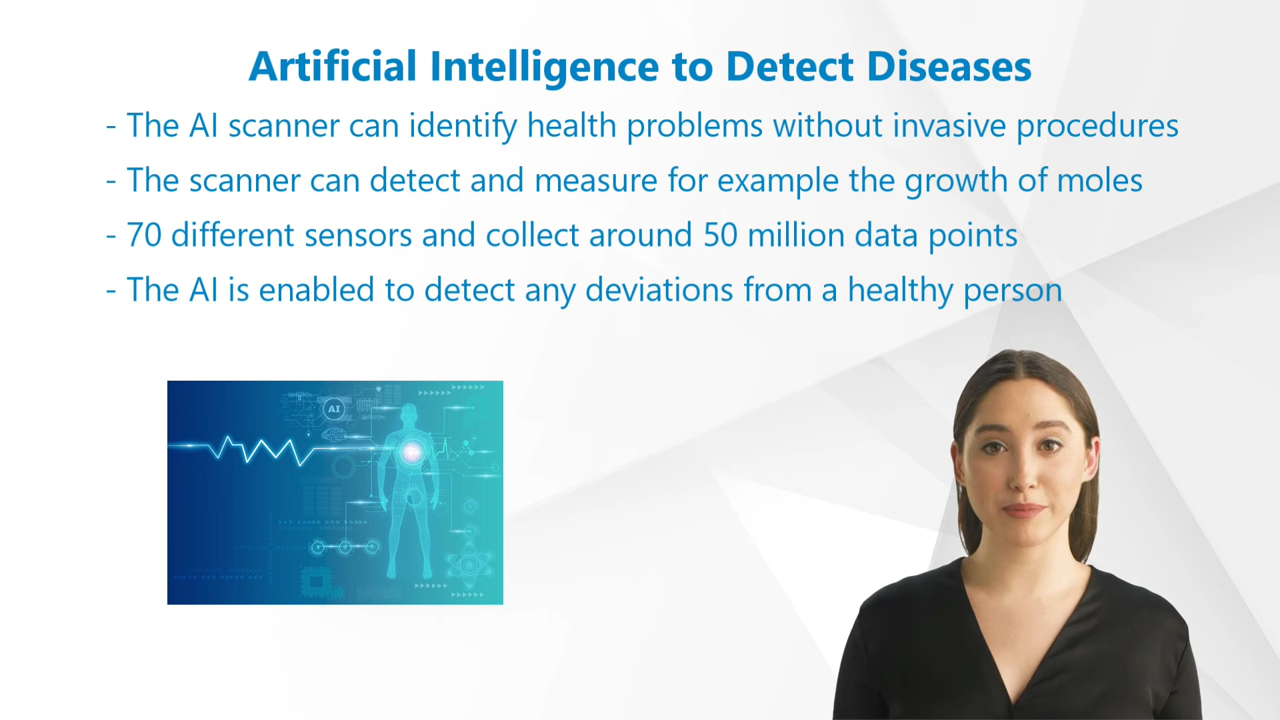 Artificial Intelligence to Detect Diseases
- The AI scanner can identify health problems without invasive procedures
- The scanner can detect and measure for example the growth of moles
- 70 different sensors and collect around 50 million data points
- The AI is enabled to detect any deviations from a healthy person
AI